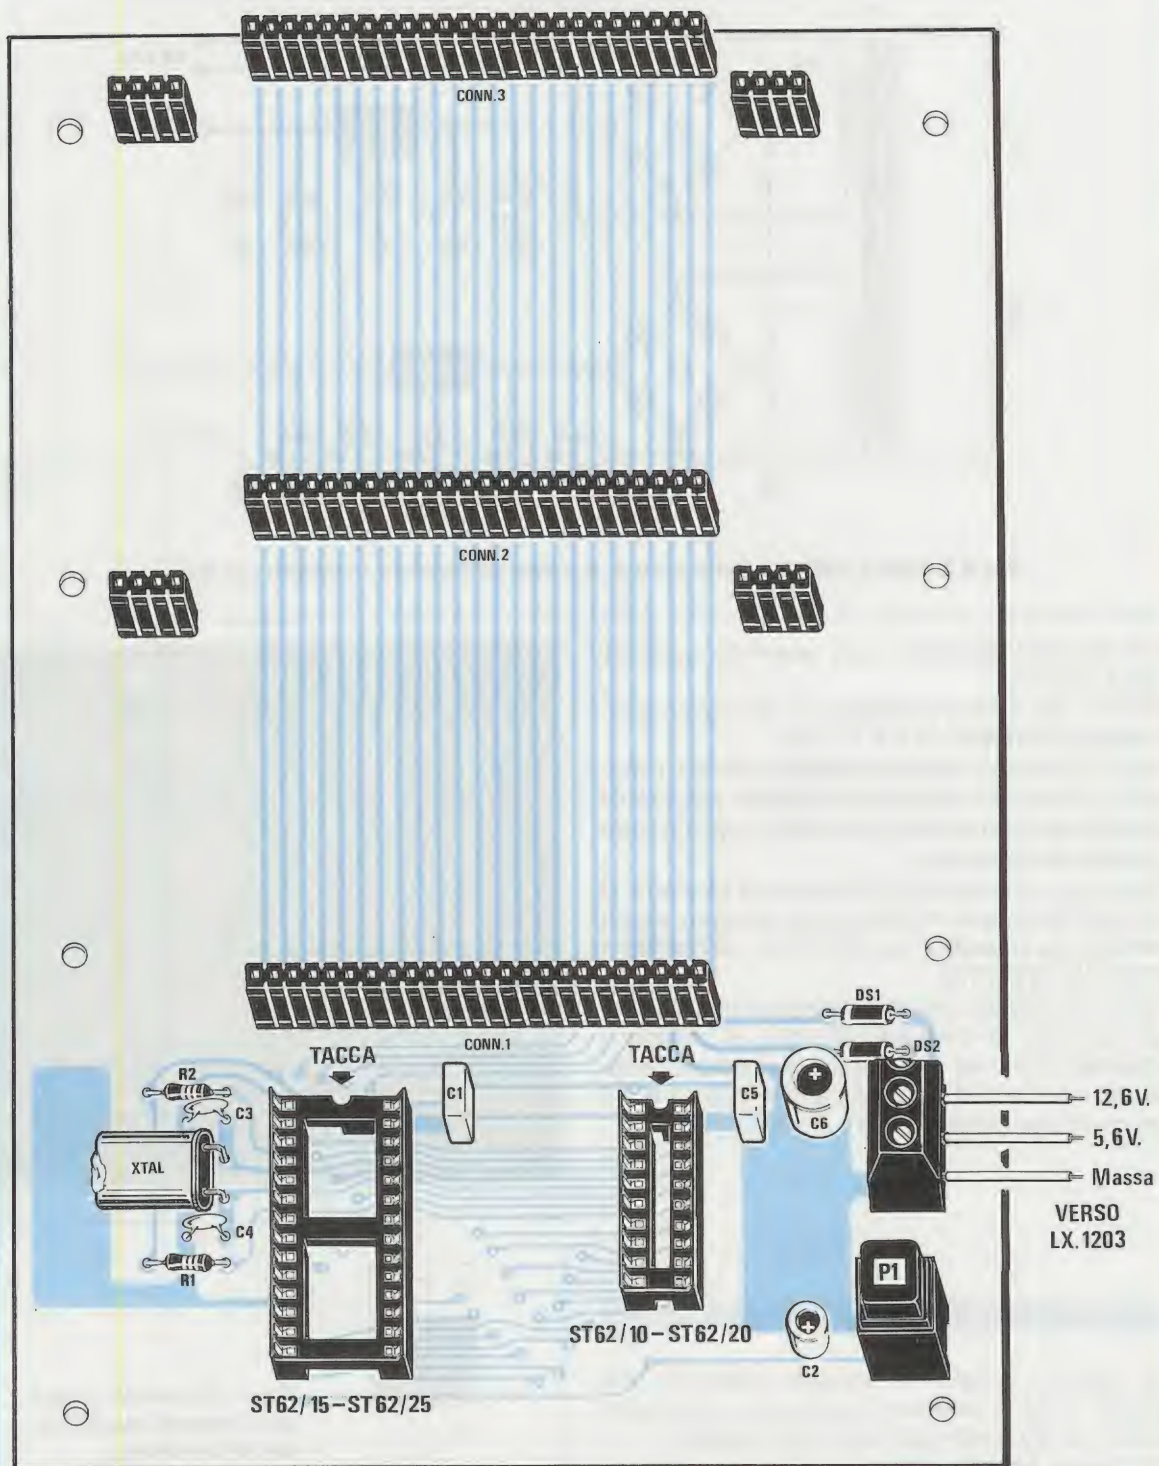 CONN.3
CONN.2
DS1
CONN.1
DS2
TACCA
TACCA
R2
C3
C1
C5
C6
12,6V.
5,6V.
XTAL
Massa
C4
VERSO
LX.1203
R1
P1
ST62/10-ST62/20
C2
ST62/15-ST62/25